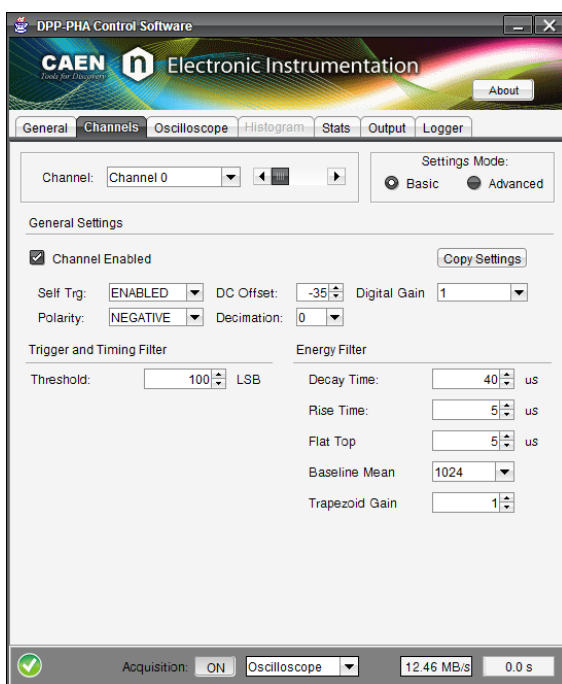 DPP-PHA Control Software
CAEN n Electronic Instrumentation
Tools for Discovery
About
General Channels Oscilloscope Histogram Stats Output Logger
Settings Mode:
Channel: Channel 0
Basic Advanced
General Settings
Channel Enabled Copy Settings
Self Trg: ENABLED DC Offset: -35 Digital Gain 1
Polarity: NEGATIVE Decimation: 0
Trigger and Timing Filter Energy Filter
Threshold: 100 LSB Decay Time: 40 us
Rise Time: 5 us
Flat Top 5 us
Baseline Mean 1024
Trapezoid Gain 1
Acquisition: ON Oscilloscope 12.46 MB/s 0.0 s